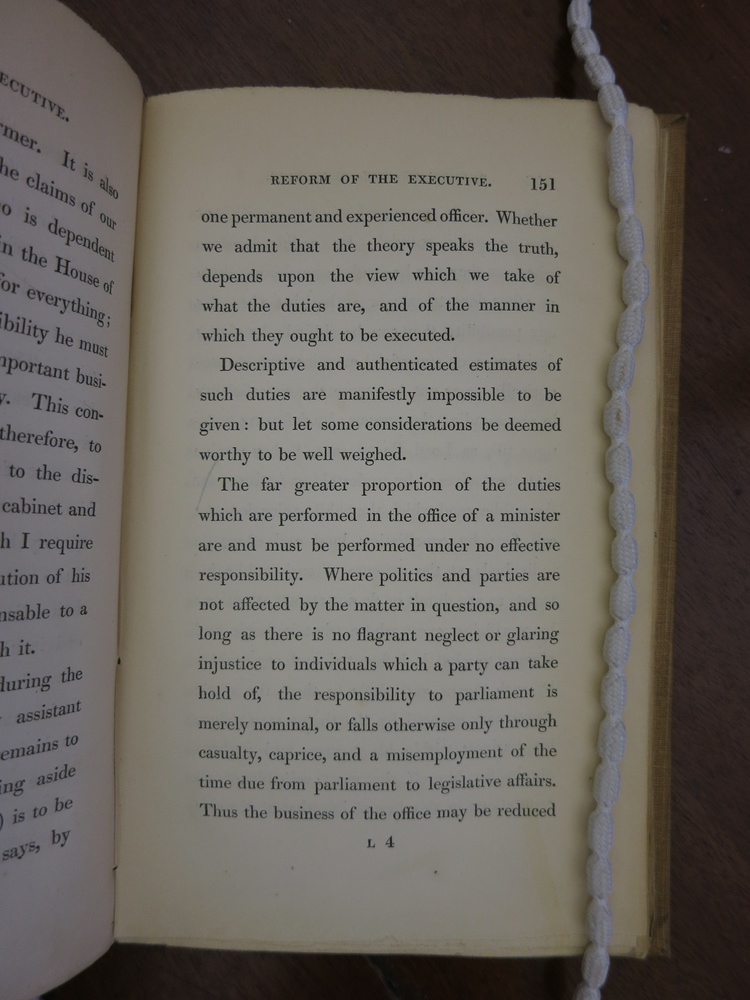 ECUTIVE.
rmer. It is also
he claims of our
o is dependent
in the House of
for everything;
ibility he must
mportant busi-
y. This con-
therefore, to
to the dis-
cabinet and
h I require
ution of his
nsable to a
h it.
during the
assistant
emains to
ing aside
) is to be
says, by
REFORM OF THE EXECUTIVE. 151
one permanent and experienced officer. Whether
we admit that the theory speaks the truth,
depends upon the view which we take of
what the duties are, and of the manner in
which they ought to be executed.
Descriptive and authenticated estimates of
such duties are manifestly impossible to be
given: but let some considerations be deemed
worthy to be well weighed.
The far greater proportion of the duties
which are performed in the office of a minister
are and must be performed under no effective
responsibility. Where politics and parties are
not affected by the matter in question, and so
long as there is no flagrant neglect or glaring
injustice to individuals which a party can take
hold of, the responsibility to parliament is
merely nominal, or falls otherwise only through
casualty, caprice, and a misemployment of the
time due from parliament to legislative affairs.
Thus the business of the office may be reduced
L 4